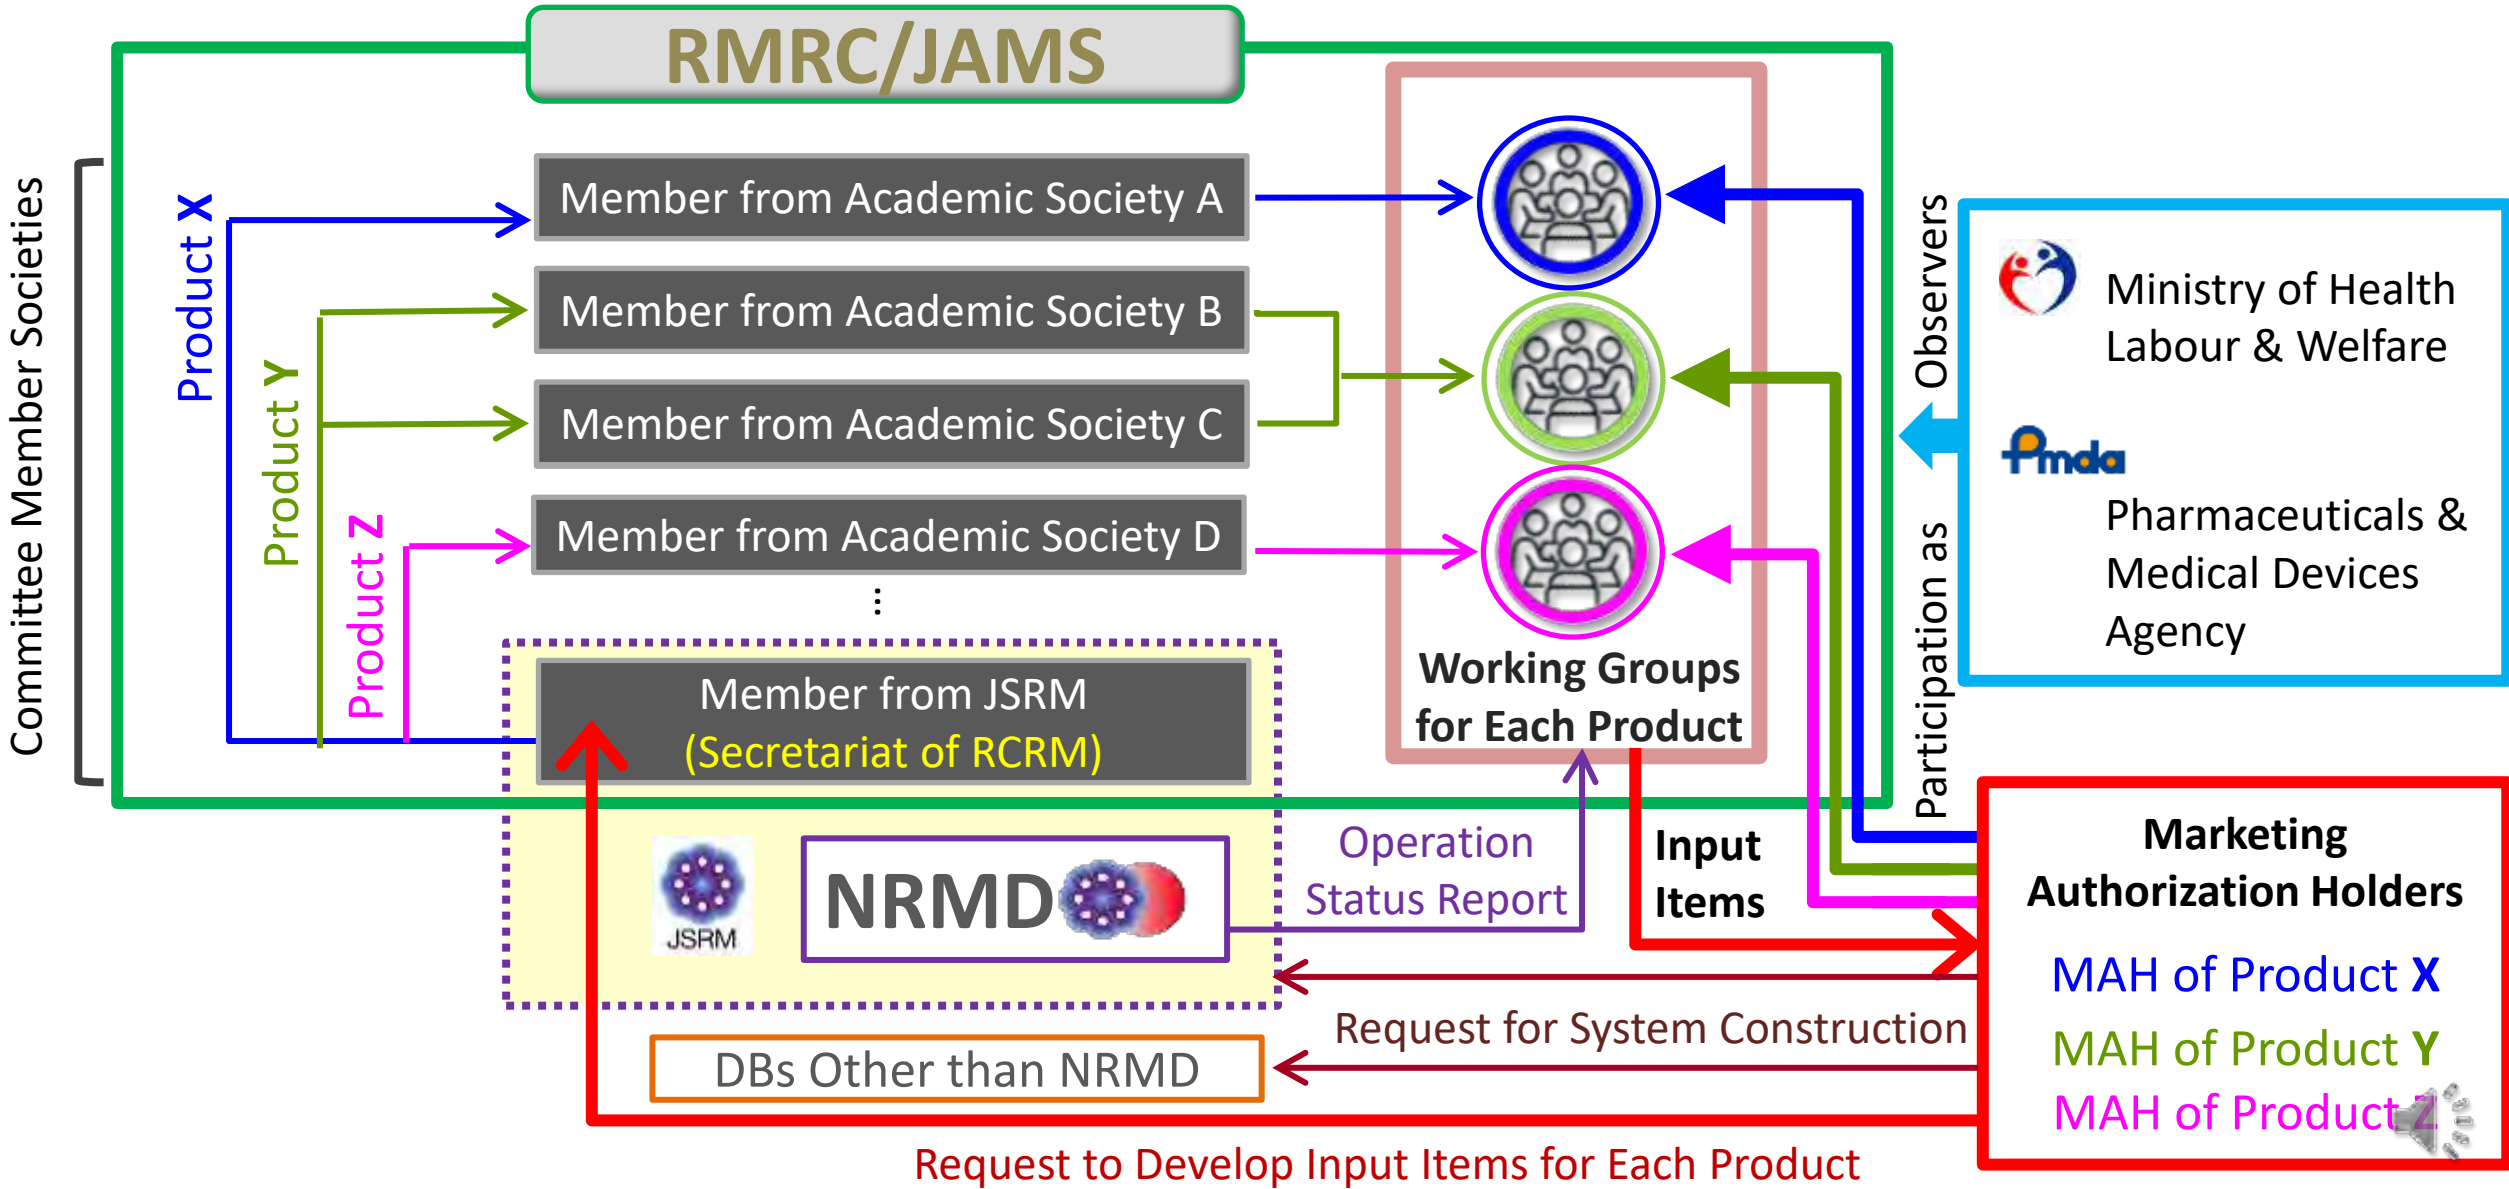 RMRC/JAMS
Committee Member Societies
Product X
Product Y
Product Z
Member from Academic Society A
Member from Academic Society B
Member from Academic Society C
Member from Academic Society D
...
Member from JSRM
(Secretariat of RCRM)
Working Groups
for Each Product
Participation as Observers
Ministry of Health
Labour & Welfare
Pmda
Pharmaceuticals &
Medical Devices
Agency
JSRM
NRMD
Operation
Status Report
Input
Items
Marketing
Authorization Holders
MAH of Product X
MAH of Product Y
MAH of Product Z
Request for System Construction
DBs Other than NRMD
Request to Develop Input Items for Each Product